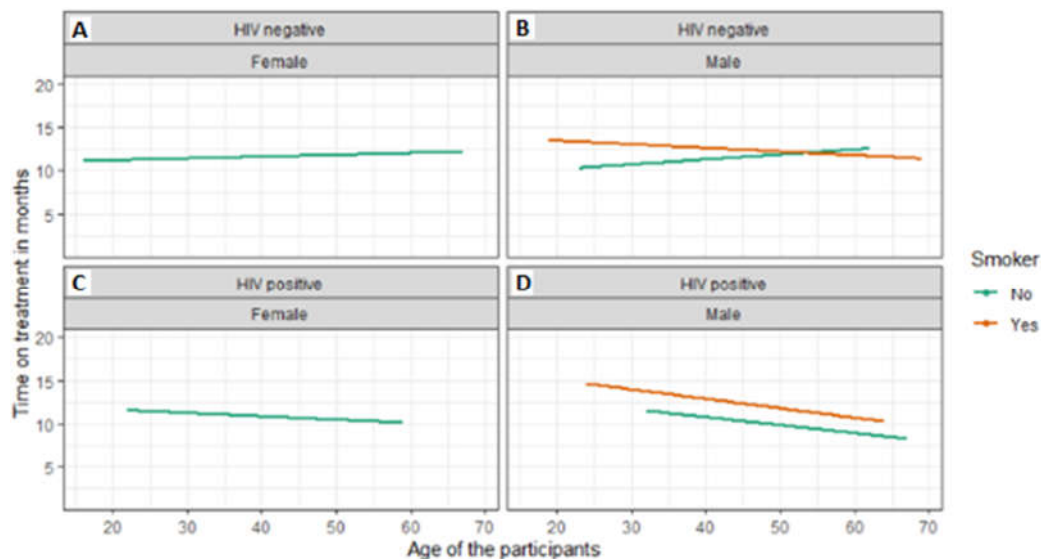 A
HIV negative
Female
B
HIV negative
Male
20
15
10
5
C
HIV positive
Female
D
HIV positive
Male
20
15
10
5
20 30 40 50 60 70
20 30 40 50 60 70
Time on treatment in months
Age of the participants
Smoker
No
Yes